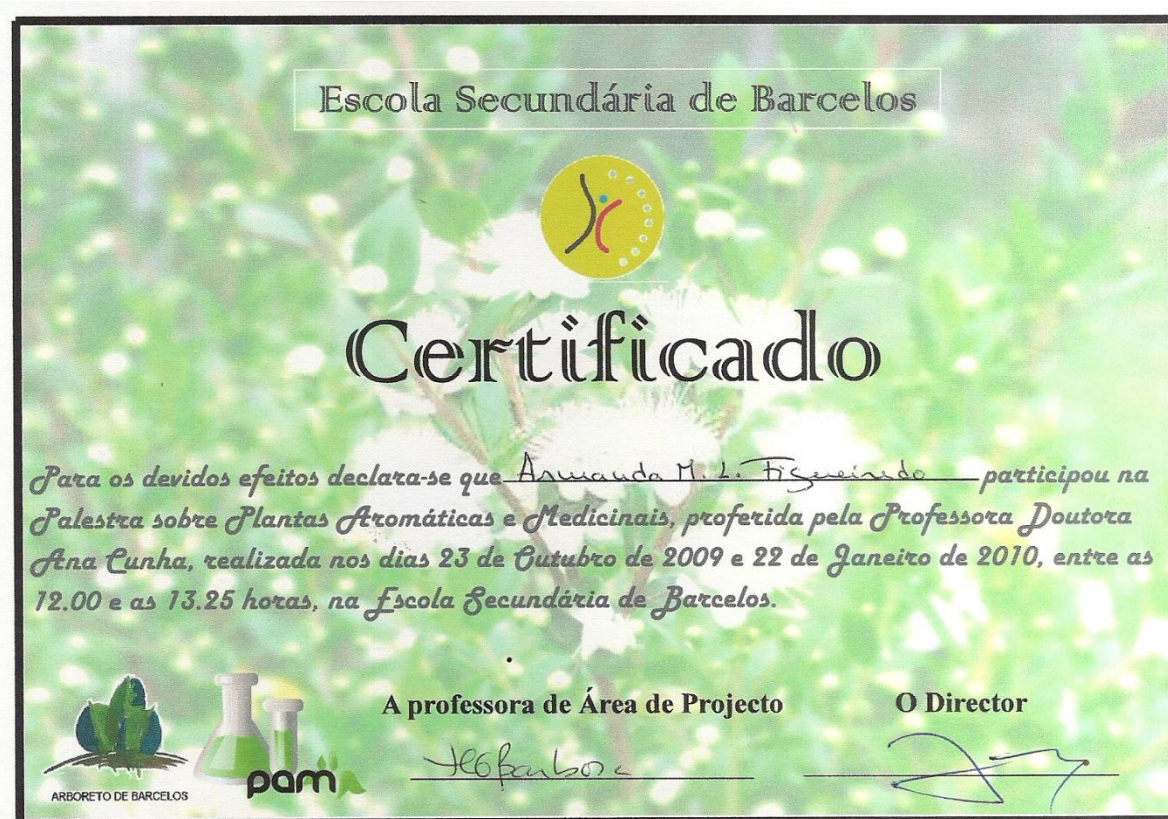 Escola Secundária de Barcelos
Certificado
Para os devidos efeitos declara-se que Armanda M. L. Figueiredo participou na
Palestra sobre Plantas Aromáticas e Medicinais, proferida pela Professora Doutora
Ana Cunha, realizada nos dias 23 de Outubro de 2009 e 22 de Janeiro de 2010, entre as
12.00 e as 13.25 horas, na Escola Secundária de Barcelos.
A professora de Área de Projecto
O Director
ARBORETO DE BARCELOS
pam